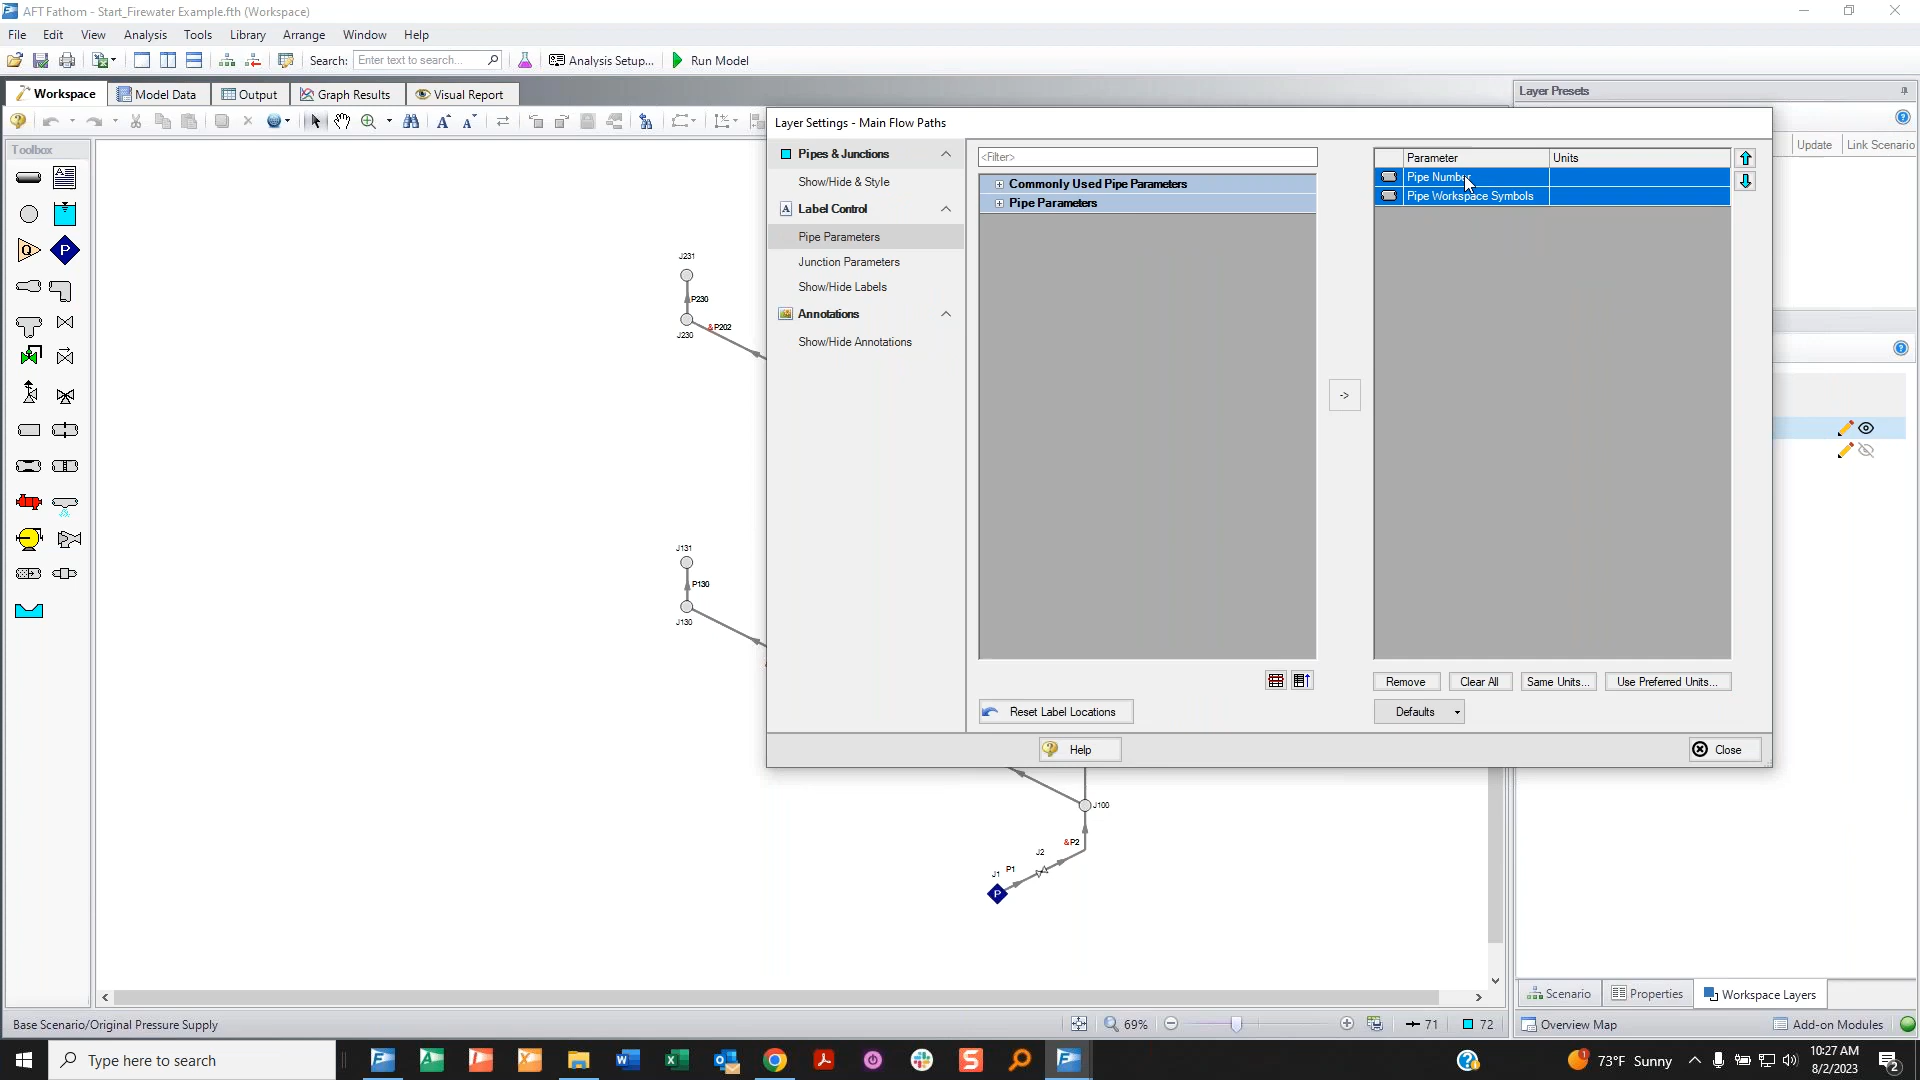 AFT Fathom - Start_Firewater Example.fth (Workspace)
File Edit View Analysis Tools Library Arrange Window Help
Search: Enter text to search... Analysis Setup... Run Model
Workspace Model Data Output Graph Results Visual Report
Layer Presets
Update Link Scenario
Toolbox
Layer Settings - Main Flow Paths
Pipes & Junctions
Show/Hide & Style
Label Control
Pipe Parameters
Junction Parameters
Show/Hide Labels
Annotations
Show/Hide Annotations
<Filter>
Commonly Used Pipe Parameters
Pipe Parameters
->
Parameter Units
Pipe Number
Pipe Workspace Symbols
Remove Clear All Same Units... Use Preferred Units...
Reset Label Locations
Defaults
Help
Close
J231
P230
J230
&P202
J131
P130
J130
J100
&P2
J2
P1
J1
P
Scenario Properties Workspace Layers
Base Scenario/Original Pressure Supply
69%
71
72
Overview Map
Add-on Modules
Type here to search
73°F Sunny
10:27 AM
8/2/2023
2